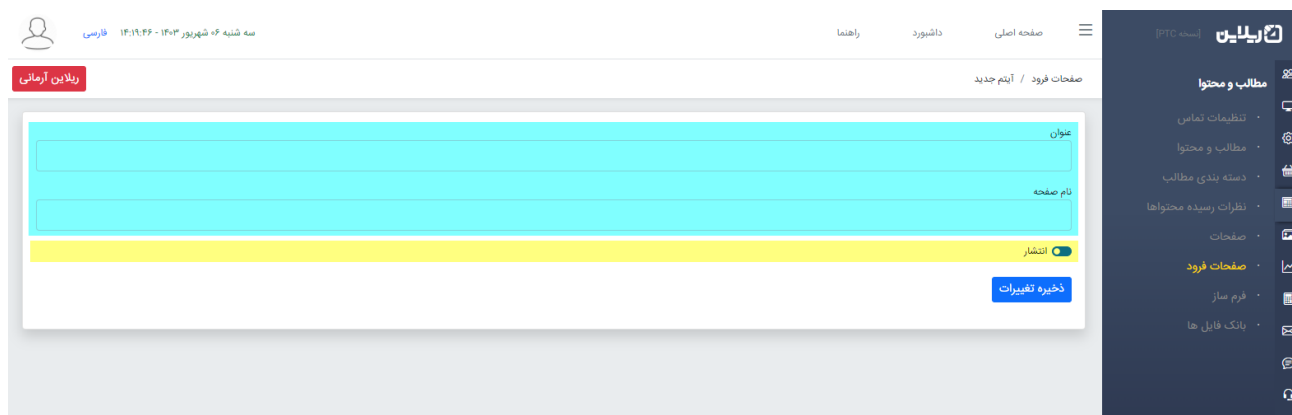 ریلاین [نسخه PTC]
صفحه اصلی داشبورد راهنما سه شنبه ۰۶ شهریور ۱۴۰۳ - ۱۴:۱۹:۴۶ فارسی
صفحات فرود / آیتم جدید ریلاین آرمانی
مطالب و محتوا
تنظیمات تماس
مطالب و محتوا
دسته بندی مطالب
نظرات رسیده محتواها
صفحات
صفحات فرود
فرم ساز
بانک فایل ها
عنوان
نام صفحه
انتشار
ذخیره تغییرات